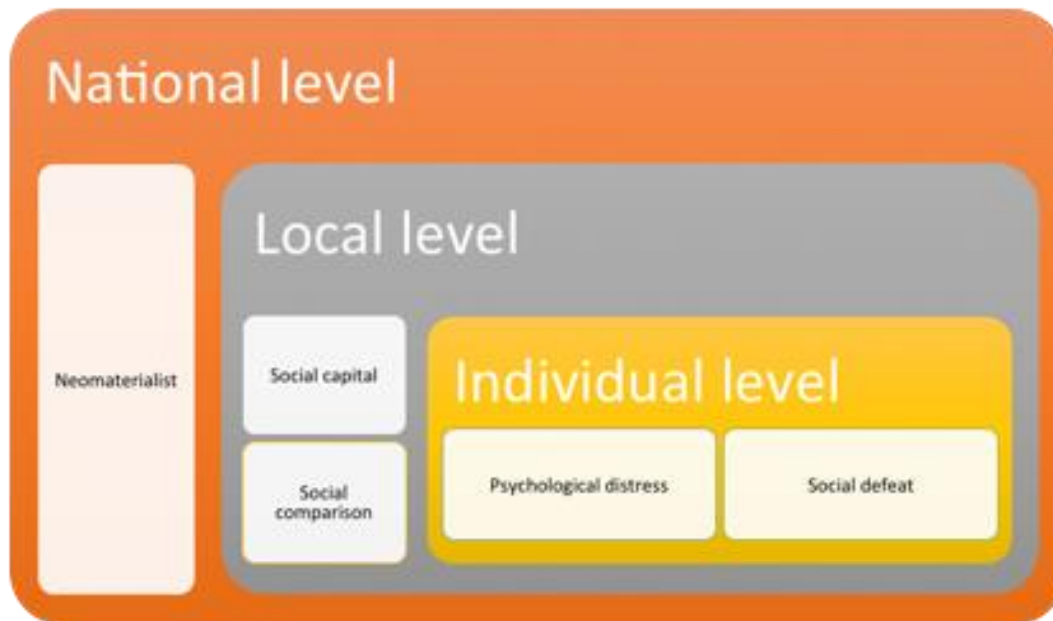 National level
Local level
Neomaterialist
Social capital
Individual level
Psychological distress
Social defeat
Social
comparison